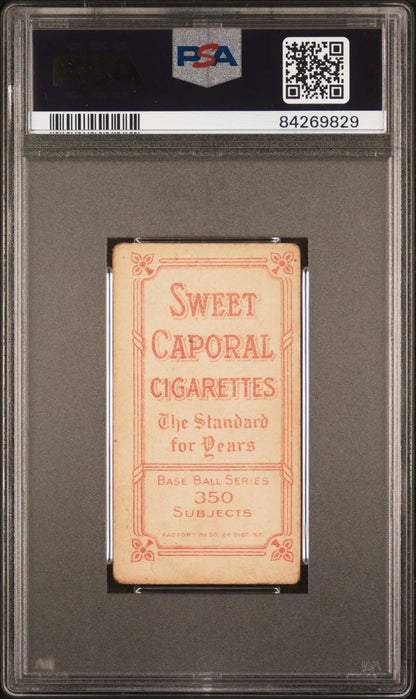 PSA
84269829
SWEET
CAPORAL
CIGARETTES
The Standard
for Years
BASE BALL SERIES
350
SUBJECTS
FACTORY No 30, 2d DIST. N.Y.